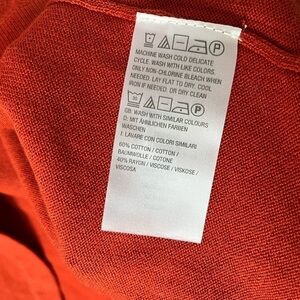 MACHINE WASH COLD DELICATE
CYCLE. WASH WITH LIKE COLORS.
ONLY NON-CHLORINE BLEACH WHEN
NEEDED. LAY FLAT TO DRY. COOL
IRON IF NEEDED. OR DRY CLEAN
GB. WASH WITH SIMILAR COLOURS
D: MIT ÄHNLICHEN FARBEN
WASCHEN
I. LAVARE CON COLORI SIMILARI
60% COTTON / COTTON /
BAUMWOLLE / COTONE
40% RAYON / VISCOSE / VISKOSE /
VISCOSA